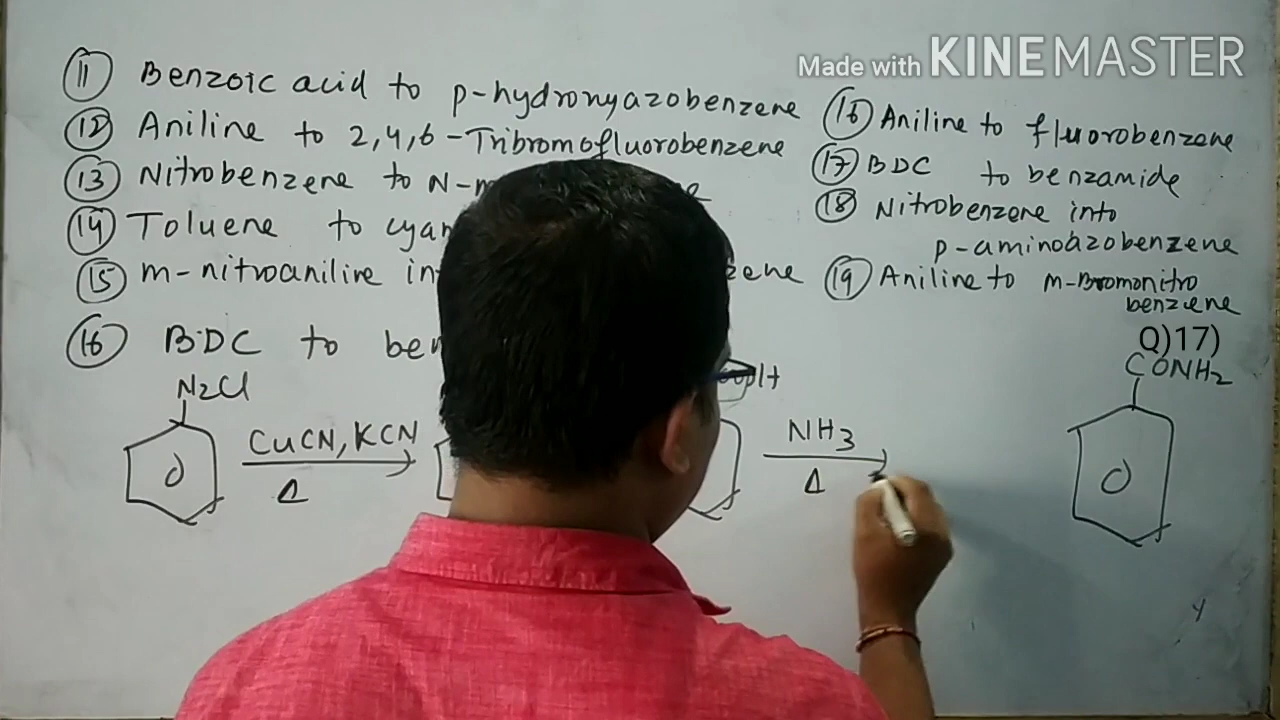 Made with KINEMASTER
11 Benzoic acid to p-hydronyazobenzene
12 Aniline to 2,4,6-Tribromofluorobenzene
13 Nitrobenzene to N-m
14 Toluene to cyan
15 m-nitroaniline in zene
16 BDC to ben
16 Aniline to fluorobenzene
17 BDC to benzamide
18 Nitrobenzene into
p-aminoazobenzene
19 Aniline to m-Bromonitro
benzene
Q)17)
N2Cl
CuCN, KCN
Δ
NH3
Δ
CONH2